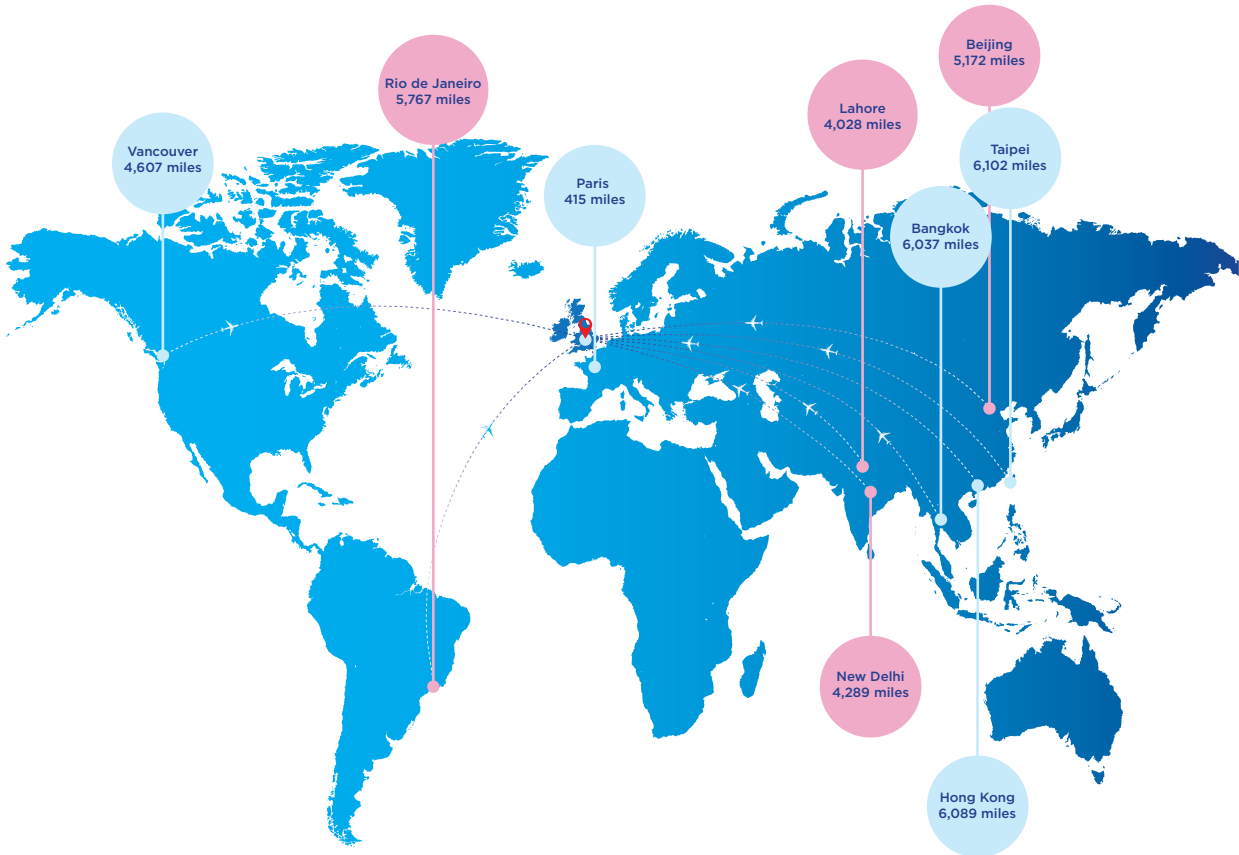 Beijing
5,172 miles
Rio de Janeiro
5,767 miles
Lahore
4,028 miles
Vancouver
4,607 miles
Taipei
6,102 miles
Paris
415 miles
Bangkok
6,037 miles
New Delhi
4,289 miles
Hong Kong
6,089 miles